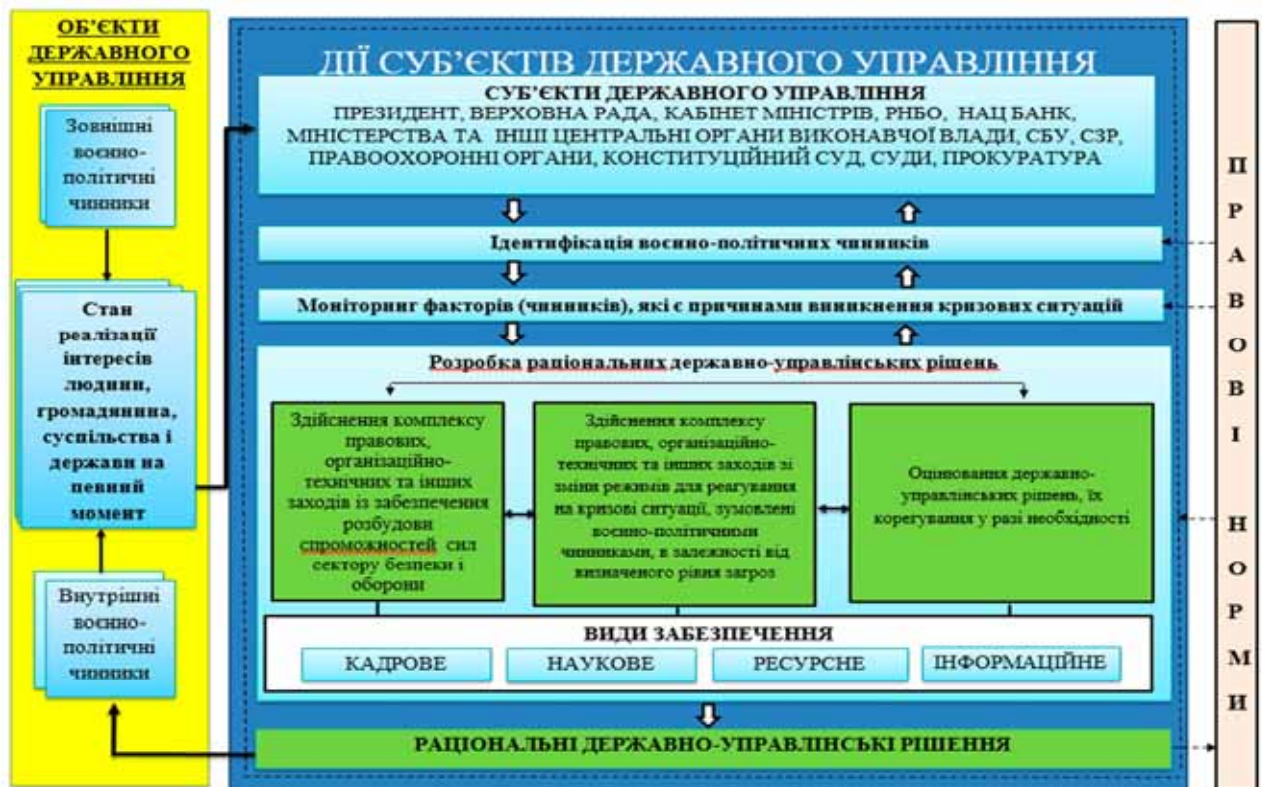 ОБ’ЄКТИ
ДЕРЖАВНОГО
УПРАВЛІННЯ
Зовнішні
воєнно-
політичні
чинники
Стан
реалізації
інтересів
людини,
громадянина,
суспільства і
держави на
певний
момент
Внутрішні
воєнно-
політичні
чинники
ДІЇ СУБ’ЄКТІВ ДЕРЖАВНОГО УПРАВЛІННЯ
СУБ’ЄКТИ ДЕРЖАВНОГО УПРАВЛІННЯ
ПРЕЗИДЕНТ, ВЕРХОВНА РАДА, КАБІНЕТ МІНІСТРІВ, РНБО, НАЦ БАНК,
МІНІСТЕРСТВА ТА ІНШІ ЦЕНТРАЛЬНІ ОРГАНИ ВИКОНАВЧОЇ ВЛАДИ, СБУ, СЗР,
ПРАВООХОРОННІ ОРГАНИ, КОНСТИТУЦІЙНИЙ СУД, СУДИ, ПРОКУРАТУРА
Ідентифікація воєнно-політичних чинників
Моніторинг факторів (чинників), які є причинами виникнення кризових ситуацій
Розробка раціональних державно-управлінських рішень
Здійснення комплексу
правових,
організаційно-
технічних та інших
заходів із забезпечення
розбудови
спроможностей сил
сектору безпеки і
оборони
Здійснення комплексу
правових, організаційно-
технічних та інших заходів зі
зміни режимів для реагування
на кризові ситуації, зумовлені
воєнно-політичними
чинниками, в залежності від
визначеного рівня загроз
Оцінювання державно-
управлінських рішень, їх
корегування у разі необхідності
ВИДИ ЗАБЕЗПЕЧЕННЯ
КАДРОВЕ
НАУКОВЕ
РЕСУРСНЕ
ІНФОРМАЦІЙНЕ
РАЦІОНАЛЬНІ ДЕРЖАВНО-УПРАВЛІНСЬКІ РІШЕННЯ
ПРАВОВІ НОРМИ